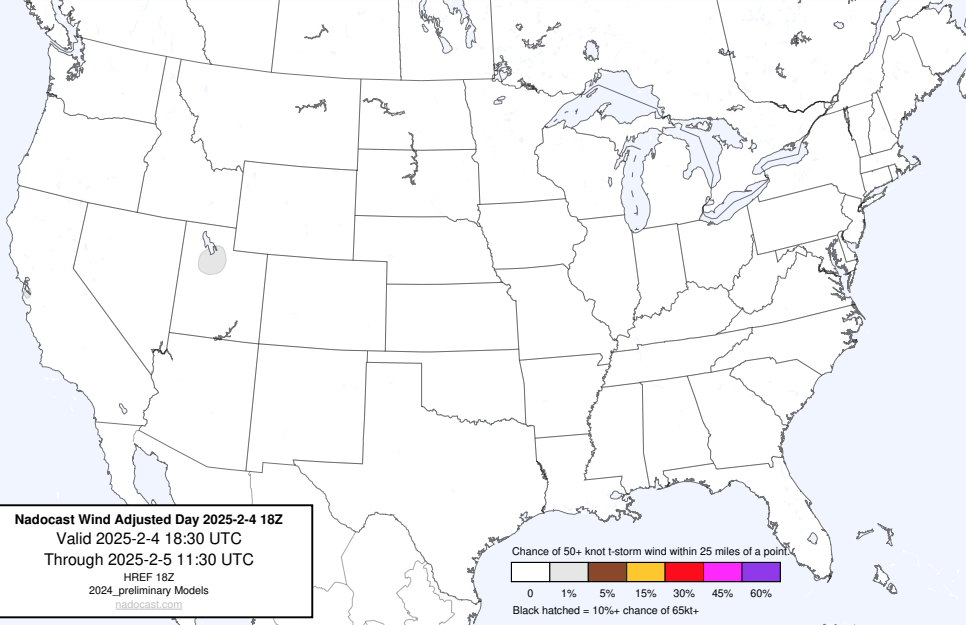 Nadocast Wind Adjusted Day 2025-2-4 18Z
Valid 2025-2-4 18:30 UTC
Through 2025-2-5 11:30 UTC
HREF 18Z
2024_preliminary Models
nadocast.com
Chance of 50+ knot t-storm wind within 25 miles of a point.
0 1% 5% 15% 30% 45% 60%
Black hatched = 10%+ chance of 65kt+